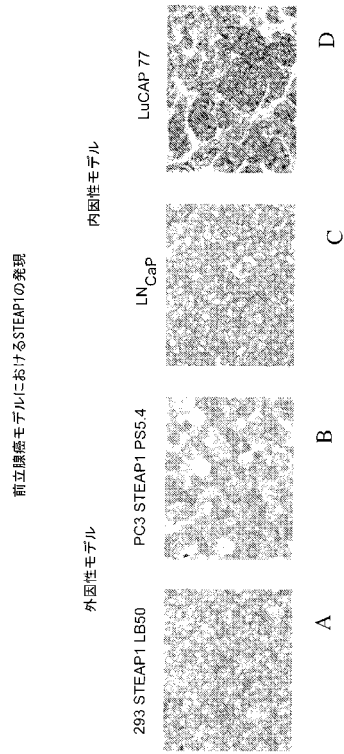 前立腺癌モデルにおけるSTEAP1の発現
外因性モデル
内因性モデル
293 STEAP1 LB50
PC3 STEAP1 PS5.4
LNCaP
LuCAP 77
A
B
C
D